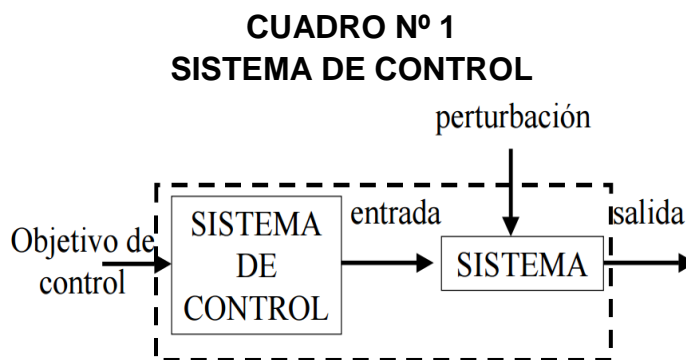 CUADRO Nº 1
SISTEMA DE CONTROL
perturbación
Objetivo de
control
SISTEMA
DE
CONTROL
entrada
SISTEMA
salida